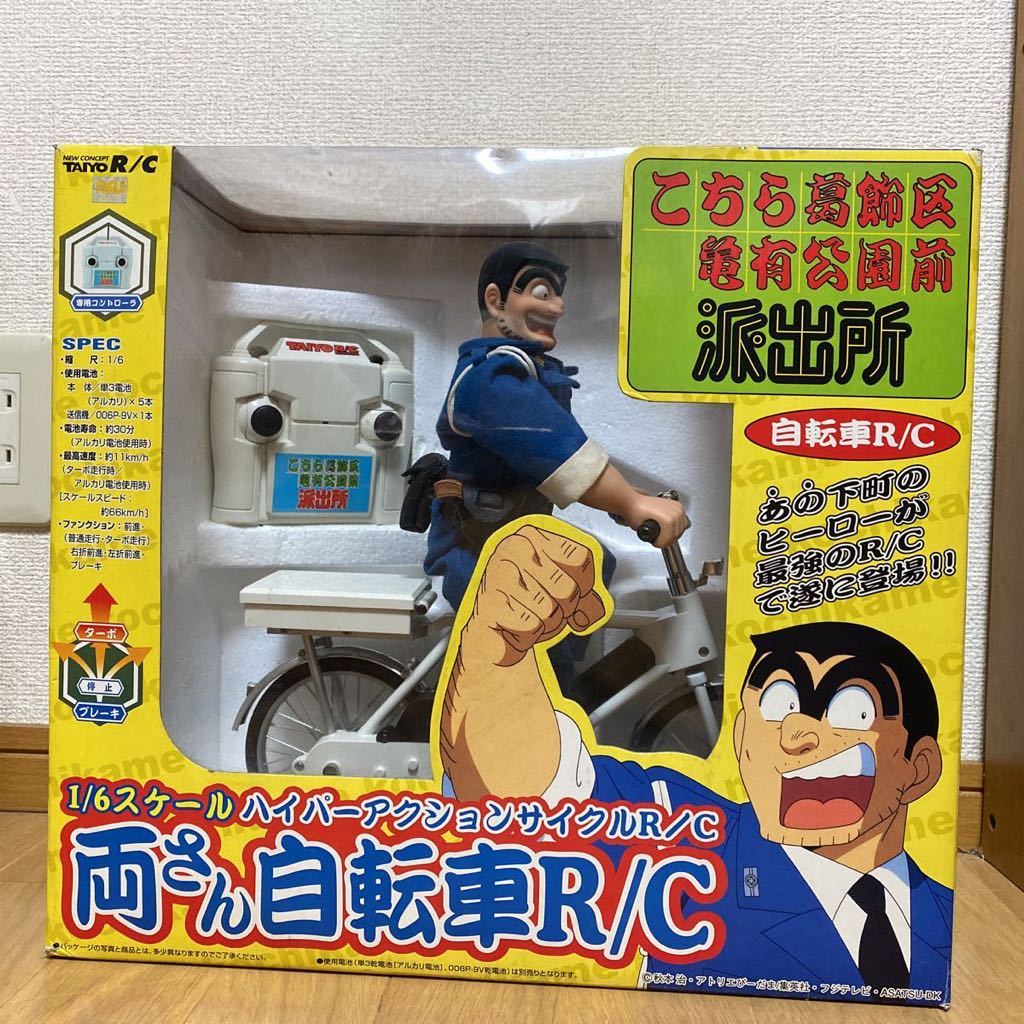 NEW CONCEPT
TAIYO R/C
専用コントローラ
SPEC
・縮 尺:1/6
・使用電池:
本 体/単3電池
(アルカリ)×5本
送信機/006P-9V×1本
・電池寿命:約30分
(アルカリ電池使用時)
・最高速度:約11km/h
(ターボ走行時/
アルカリ電池使用時)
[スケールスピード:
約66km/h]
・ファンクション:前進・
(普通走行・ターボ走行)
右折前進・左折前進・
ブレーキ
ターボ
停止
ブレーキ
TAIYO R/C
こちら葛飾区
亀有公園前
派出所
こちら葛飾区
亀有公園前
派出所
自転車R/C
あの下町の
ヒーローが
最強のR/C
で遂に登場!!
1/6スケール ハイパーアクションサイクルR/C
両さん自転車R/C
●パッケージの写真と商品とは、多少異なりますのでご了承ください。
●使用電池(単3乾電池[アルカリ電池]、006P-9V乾電池)は別売りとなります。
©秋本 治・アトリエびーだま/集英社・フジテレビ・ASATSU-DK